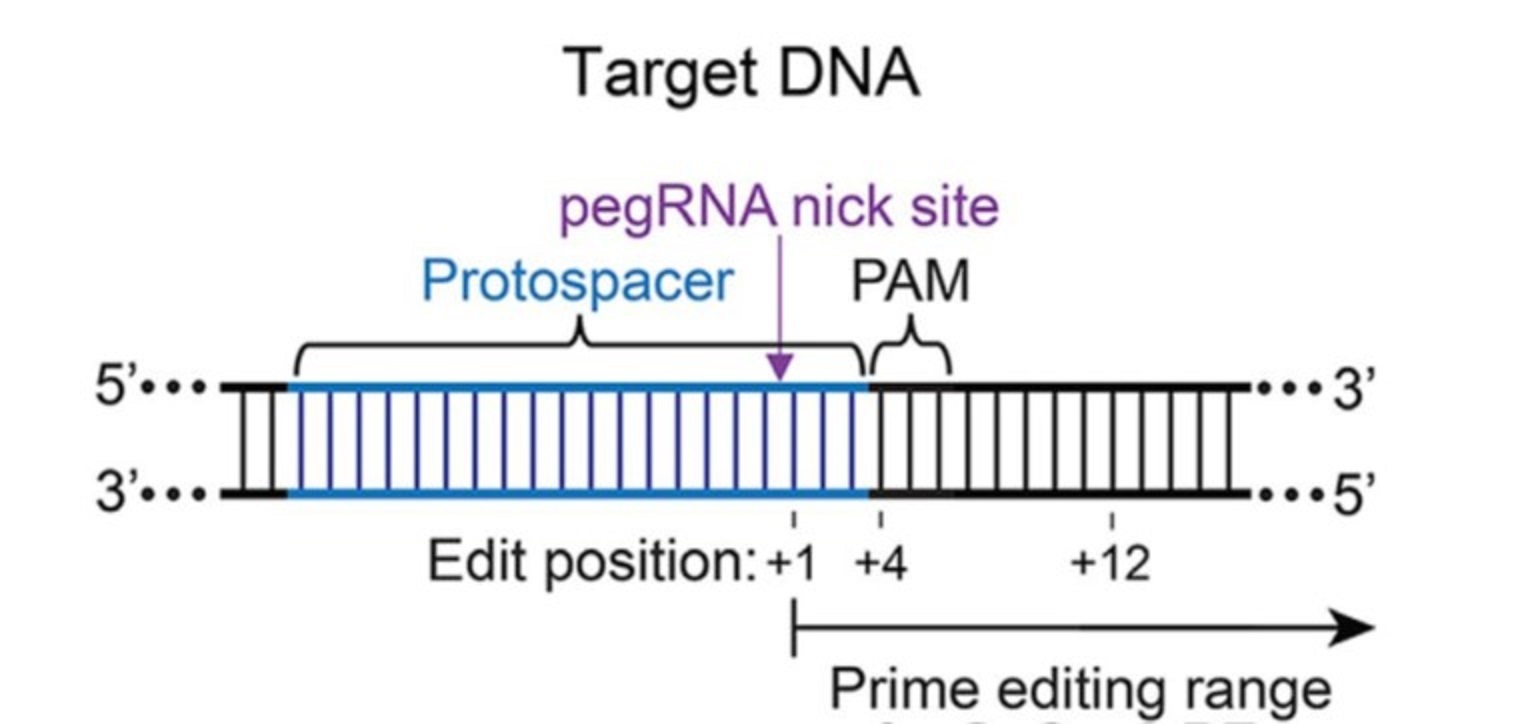 Target DNA
pegRNA nick site
Protospacer PAM
5’••• •••3’
3’••• •••5’
Edit position: +1 +4 +12
Prime editing range